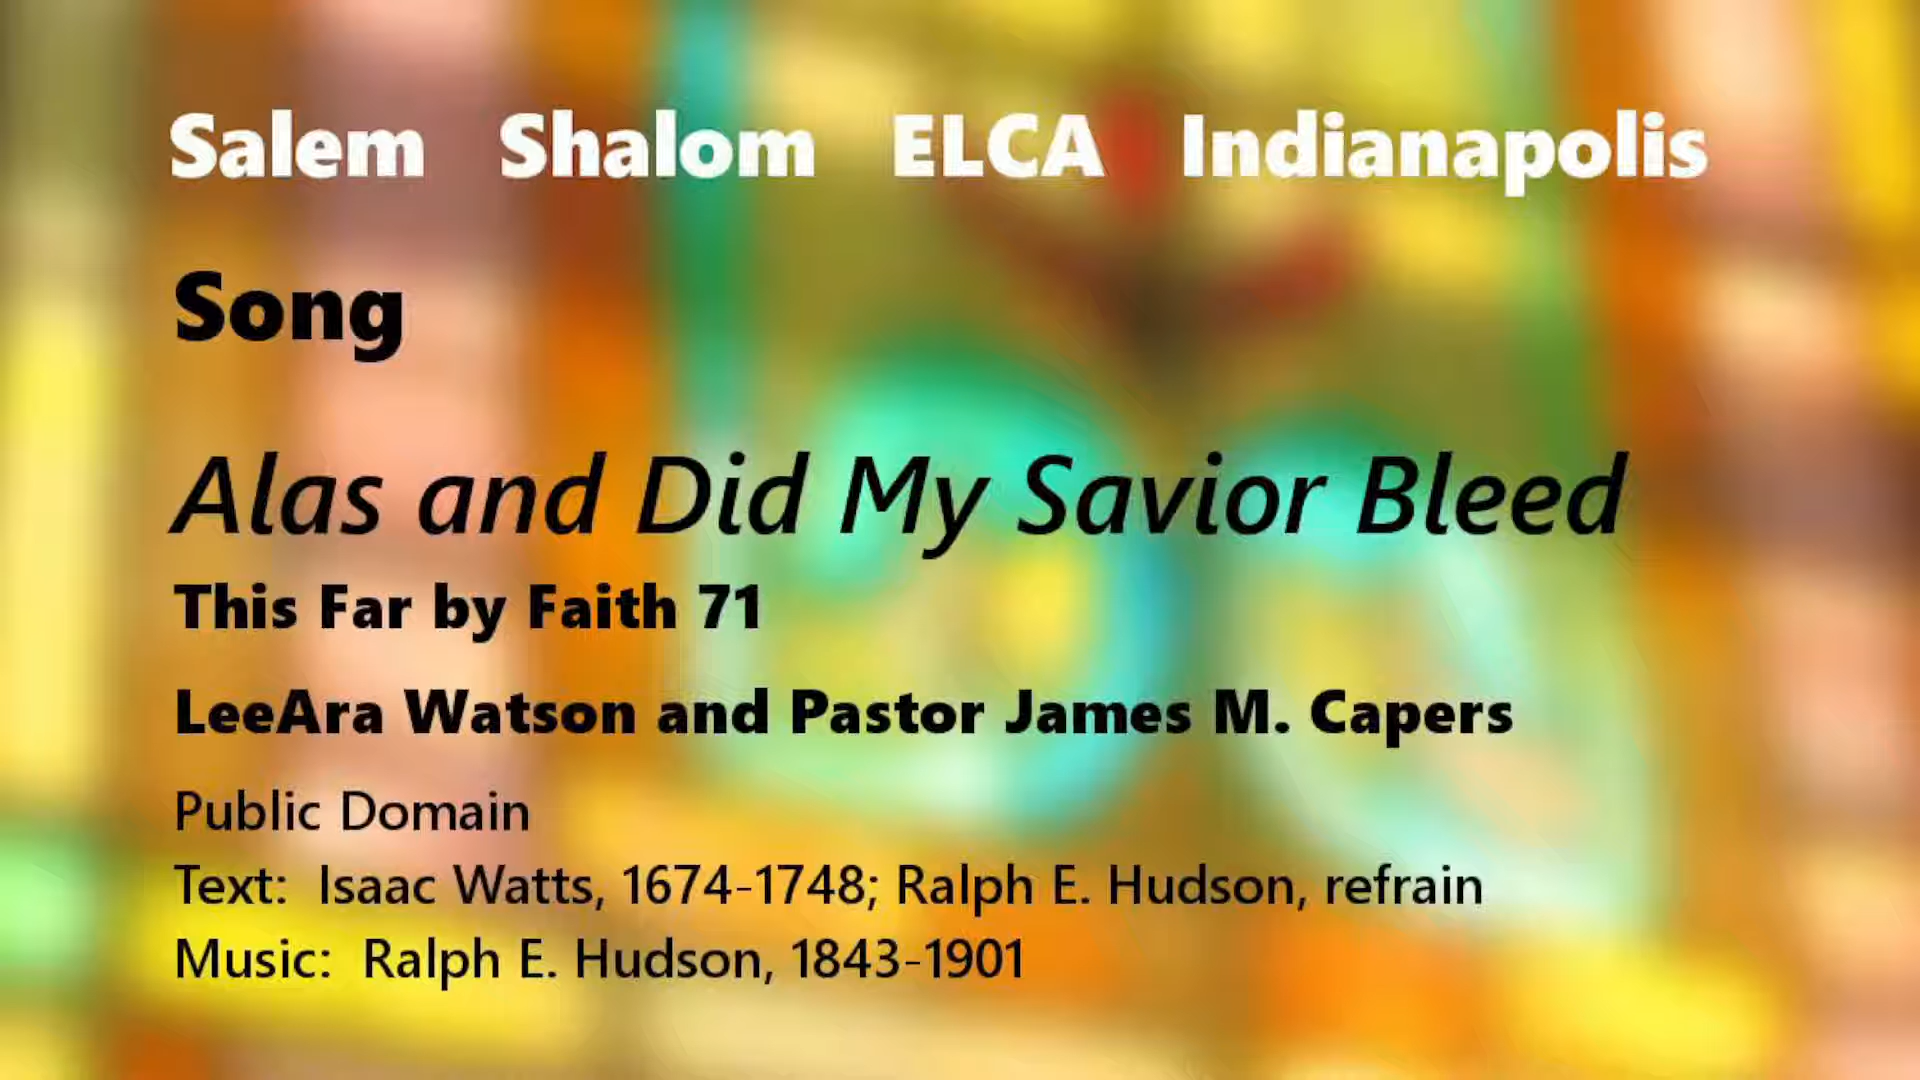 Salem Shalom ELCA Indianapolis
Song
Alas and Did My Savior Bleed
This Far by Faith 71
LeeAra Watson and Pastor James M. Capers
Public Domain
Text: Isaac Watts, 1674-1748; Ralph E. Hudson, refrain
Music: Ralph E. Hudson, 1843-1901